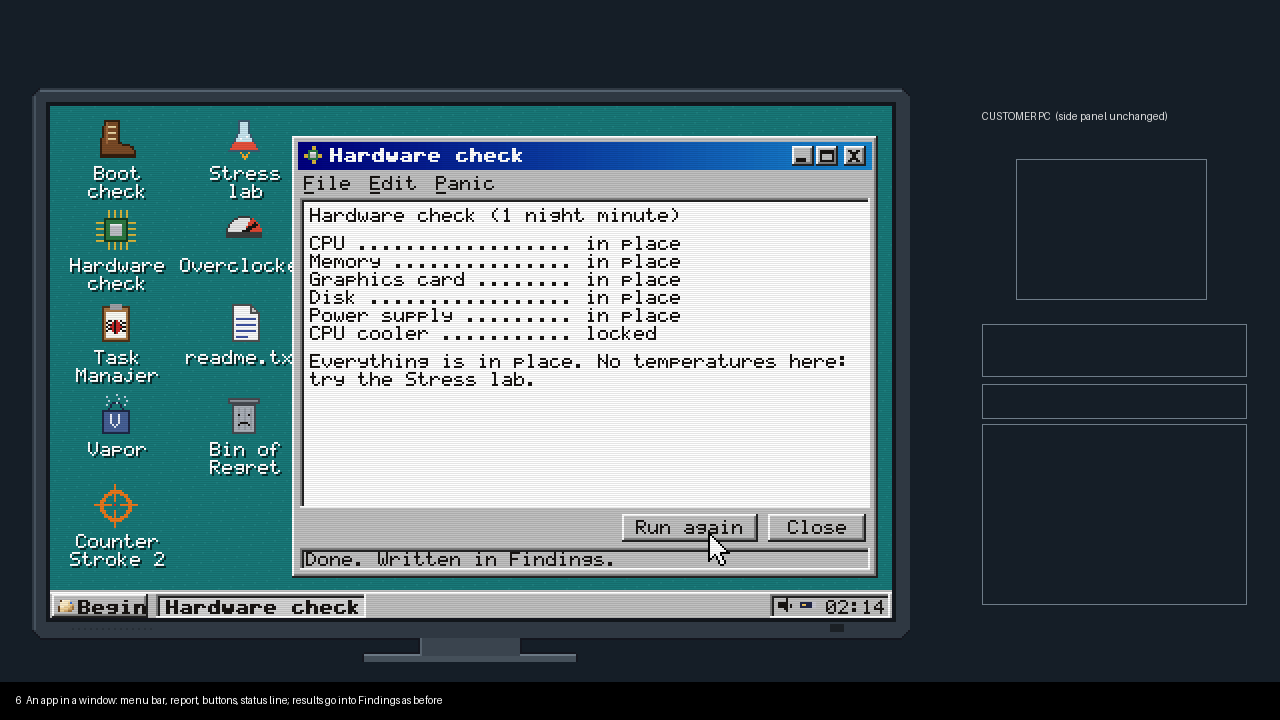 CUSTOMER PC (side panel unchanged)
Boot
check
Stress
lab
Hardware
check
Overclocke
Task
Manajer
readme.tx
Vapor
Bin of
Regret
Counter
Stroke 2
Hardware check
File Edit Panic
Hardware check (1 night minute)
CPU .................. in place
Memory ............... in place
Graphics card ........ in place
Disk ................. in place
Power supply ......... in place
CPU cooler ........... locked
Everything is in place. No temperatures here:
try the Stress lab.
Run again Close
Done. Written in Findings.
Begin Hardware check 02:14
6 An app in a window: menu bar, report, buttons, status line; results go into Findings as before